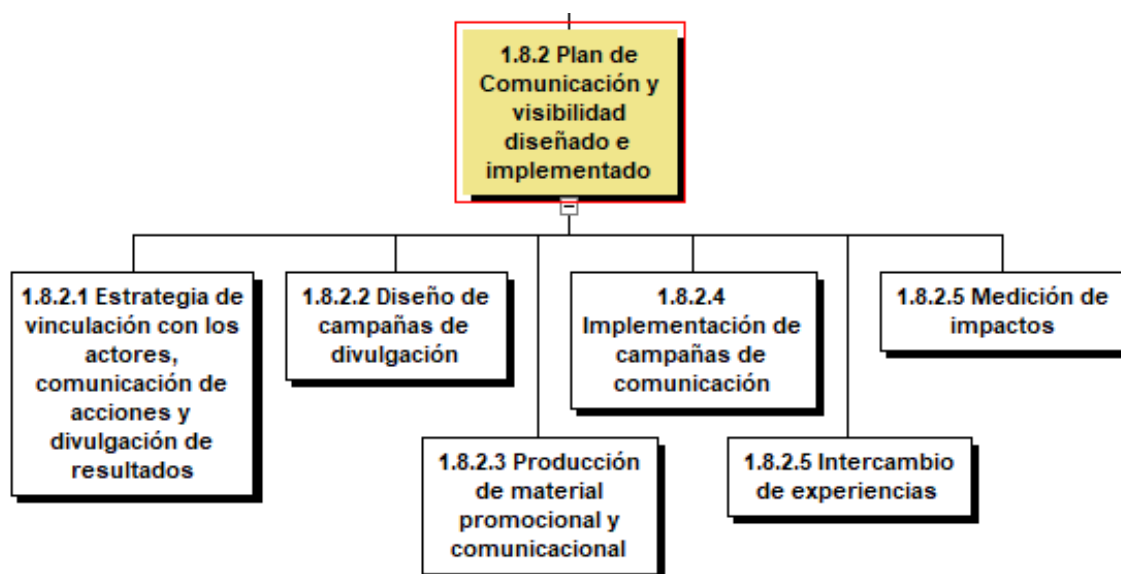 1.8.2 Plan de
Comunicación y
visibilidad
diseñado e
implementado
1.8.2.1 Estrategia de
vinculación con los
actores,
comunicación de
acciones y
divulgación de
resultados
1.8.2.2 Diseño de
campañas de
divulgación
1.8.2.3 Producción
de material
promocional y
comunicacional
1.8.2.4
Implementación de
campañas de
comunicación
1.8.2.5 Intercambio
de experiencias
1.8.2.5 Medición de
impactos